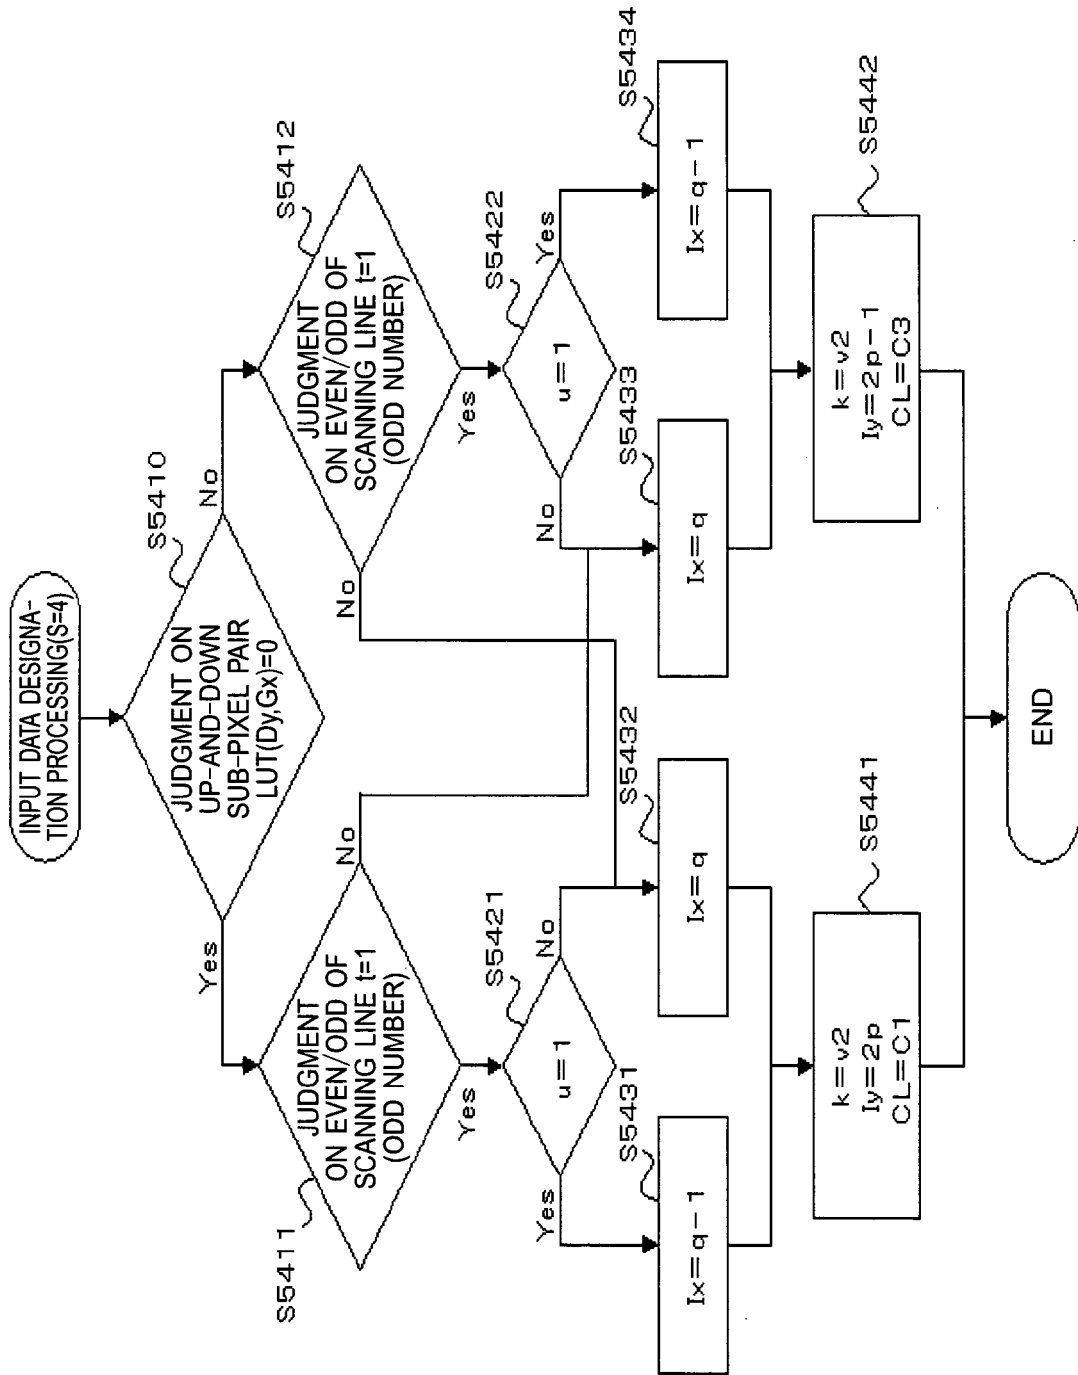 INPUT DATA DESIGNA-
TION PROCESSING(S=4)
S5410
JUDGMENT ON
UP-AND-DOWN
SUB-PIXEL PAIR
LUT(Dy,Gx)=0
Yes
No
S5411
JUDGMENT
ON EVEN/ODD OF
SCANNING LINE t=1
(ODD NUMBER)
No
Yes
S5412
JUDGMENT
ON EVEN/ODD OF
SCANNING LINE t=1
(ODD NUMBER)
No
Yes
S5421
u=1
Yes
No
S5422
u=1
No
Yes
S5431
Ix=q-1
S5432
Ix=q
S5433
Ix=q
S5434
Ix=q-1
S5441
k=v2
Iy=2p
CL=C1
S5442
k=v2
Iy=2p-1
CL=C3
END